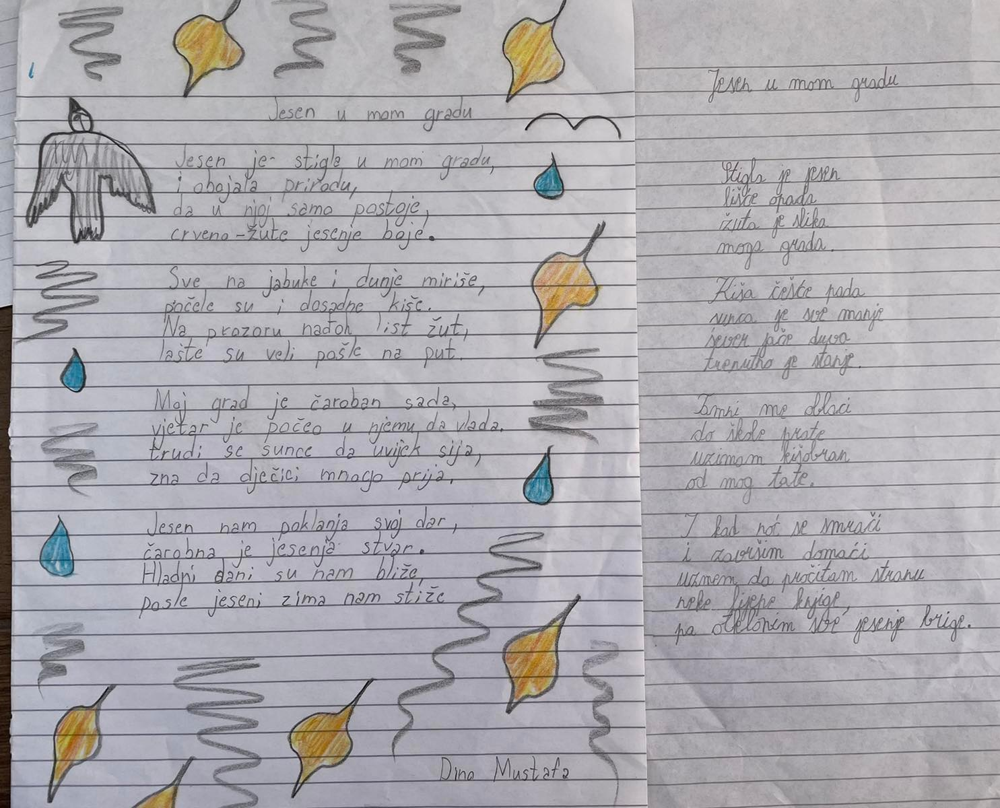 Jesen u mom gradu
Jesen je stigla u mom gradu,
i obojala prirodu,
da u njoj samo postoje,
crveno-žute jesenje boje.
Sve na jabuke i dunje miriše,
počele su i dosadne kiše.
Na prozoru nađoh list žut,
laste su veli pošle na put.
Moj grad je čaroban sada,
vjetar je počeo u njemu da vlada.
trudi se sunce da uvijek sija,
zna da dječici mnogo prija.
Jesen nam poklanja svoj dar,
čarobna je jesenja stvar.
Hladni dani su nam bliže,
posle jeseni zima nam stiže
Dino Mustafa
Jesen u mom gradu
Stigla je jesen
lišće opada
žuta je slika
moga grada.
Kiša češće pada
sunca je sve manje
sever jače duva
trenutno je stanje.
Tamni me oblaci
do škole prate
uzimam kišobran
od mog tate.
I kad noć se smrači
i završim domaći
uzmem da pročitam stranu
neke lijepe knjige,
pa otklonim sve jesenje brige.